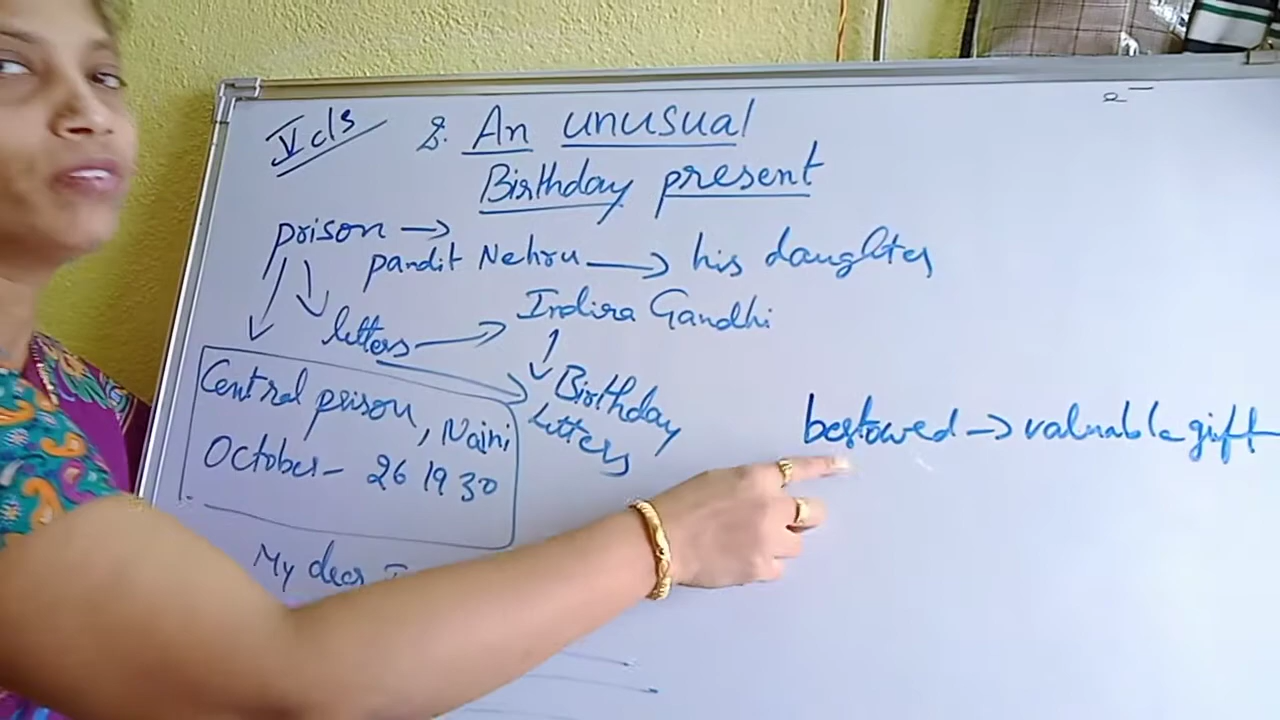 V cls
8. An unusual
Birthday present
prison →
pandit Nehru → his daughter
letters → Indira Gandhi
Birthday
letters
Central prison, Naini
October - 26 1930
My dear
bestowed → valuable gift